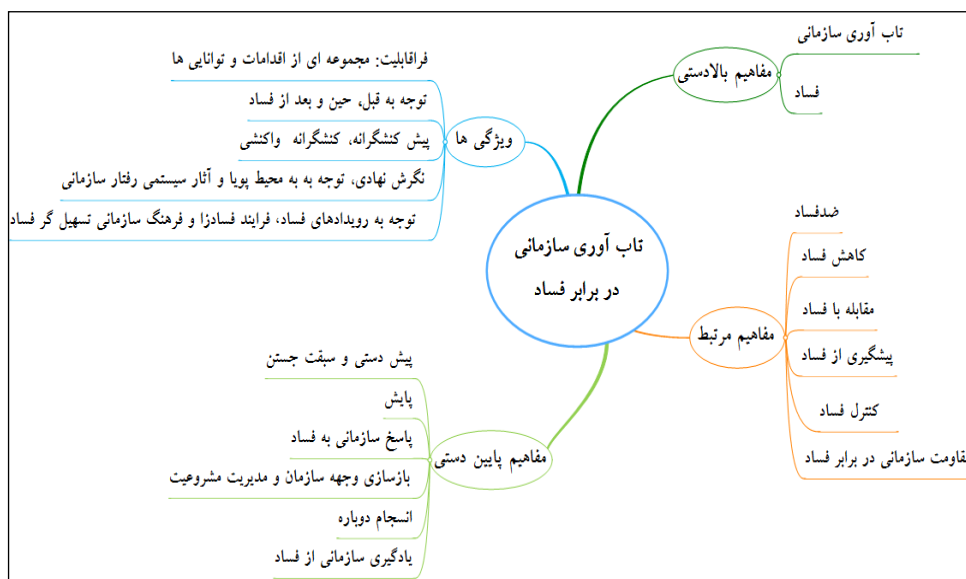 تاب آوری سازمانی
در برابر فساد
مفاهیم بالادستی
تاب آوری سازمانی
فساد
مفاهیم مرتبط
ضدفساد
کاهش فساد
مقابله با فساد
پیشگیری از فساد
کنترل فساد
قاومت سازمانی در برابر فساد
ویژگی ها
فراقابلیت: مجموعه ای از اقدامات و توانایی ها
توجه به قبل، حین و بعد از فساد
پیش کنشگرانه، کنشگرانه واکنشی
نگرش نهادی، توجه به به محیط پویا و آثار سیستمی رفتار سازمانی
توجه به رویدادهای فساد، فرایند فسادزا و فرهنگ سازمانی تسهیل گر فساد
مفاهیم پایین دستی
پیش دستی و سبقت جستن
پایش
پاسخ سازمانی به فساد
بازسازی وجهه سازمان و مدیریت مشروعیت
انسجام دوباره
یادگیری سازمانی از فساد